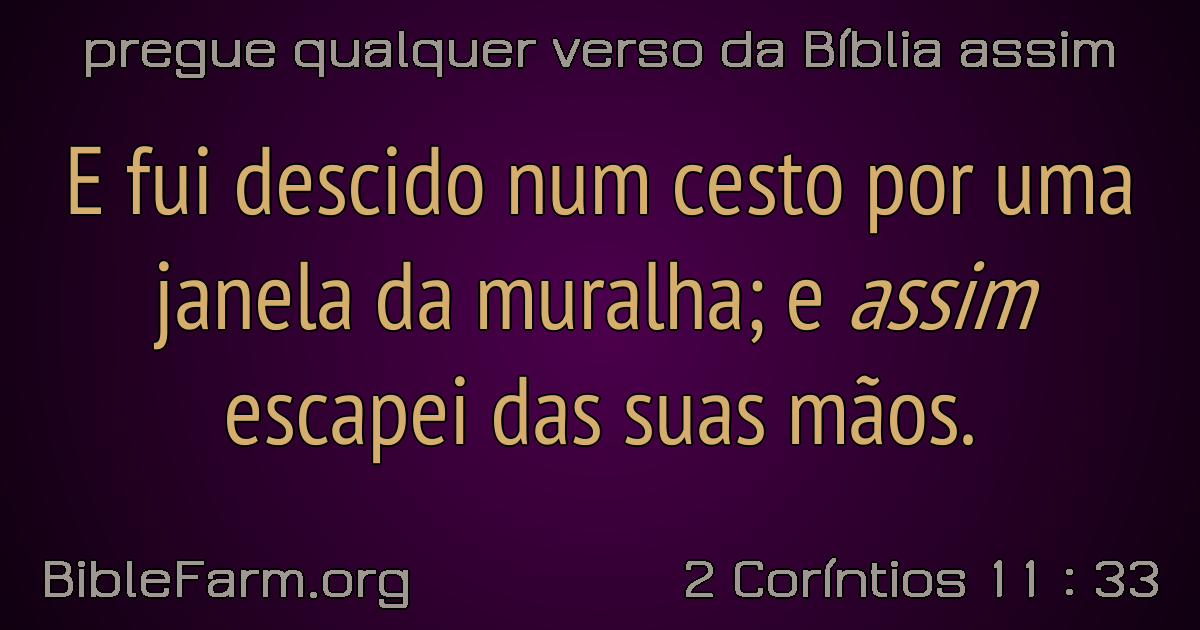 pregue qualquer verso da Bíblia assim
E fui descido num cesto por uma
janela da muralha; e assim
escapei das suas mãos.
BibleFarm.org
2 Coríntios 11 : 33